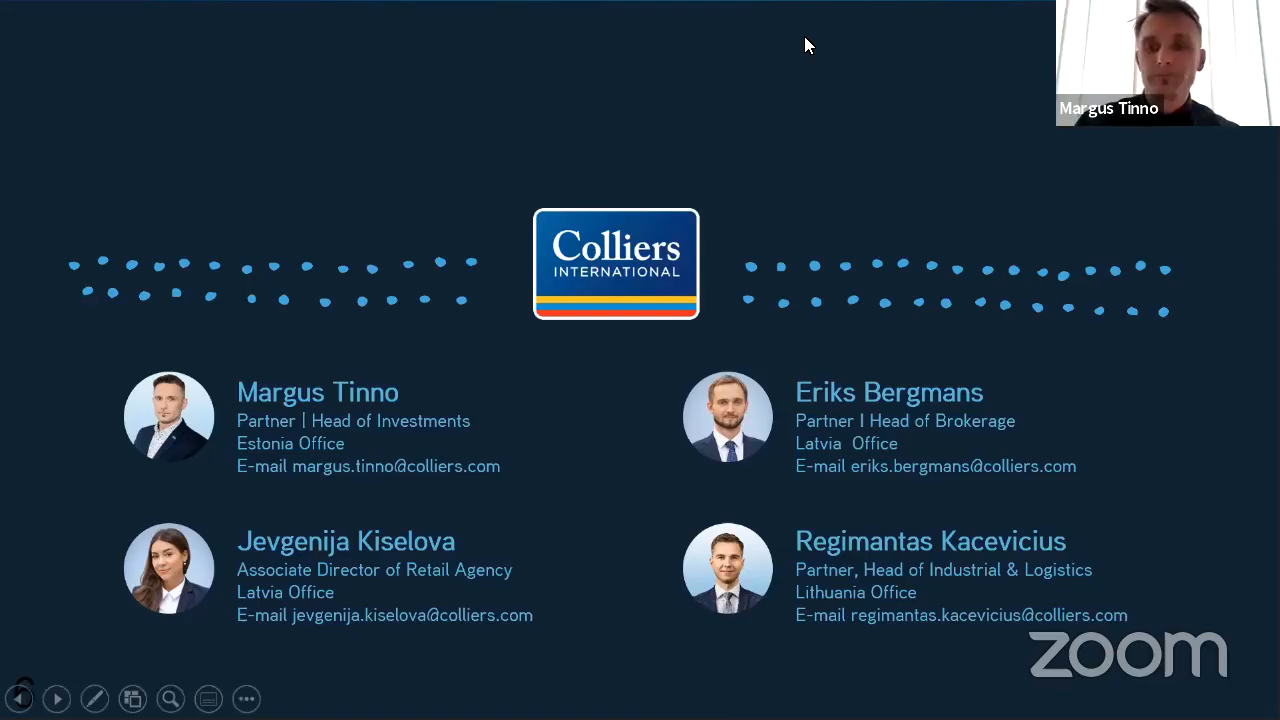 Margus Tinno
Colliers
INTERNATIONAL
Margus Tinno
Partner | Head of Investments
Estonia Office
E-mail margus.tinno@colliers.com
Eriks Bergmans
Partner I Head of Brokerage
Latvia Office
E-mail eriks.bergmans@colliers.com
Jevgenija Kiselova
Associate Director of Retail Agency
Latvia Office
E-mail jevgenija.kiselova@colliers.com
Regimantas Kacevicius
Partner, Head of Industrial & Logistics
Lithuania Office
E-mail regimantas.kacevicius@colliers.com
zoom